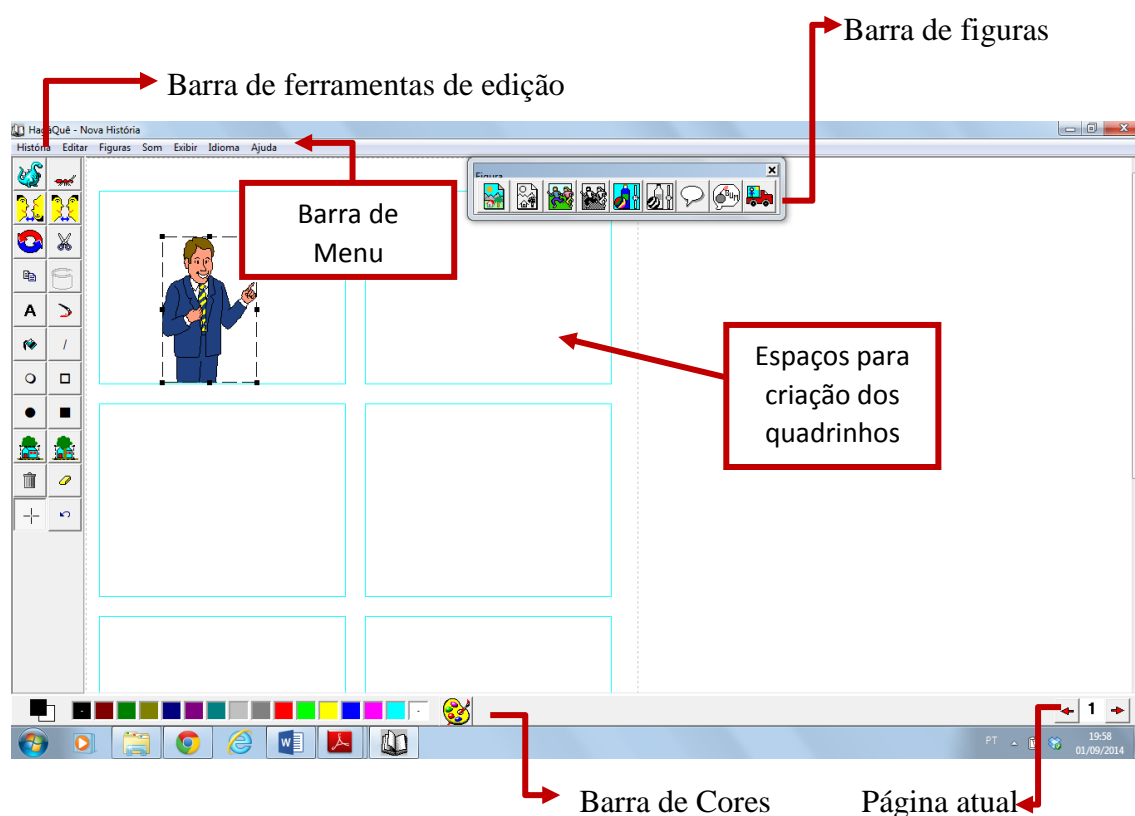 Barra de figuras
Barra de ferramentas de edição
HagáQuê - Nova História
História Editar Figuras Som Exibir Idioma Ajuda
Figura
BUM
Barra de
Menu
A
Espaços para
criação dos
quadrinhos
1
W
PT
19:58
01/09/2014
Barra de Cores
Página atual